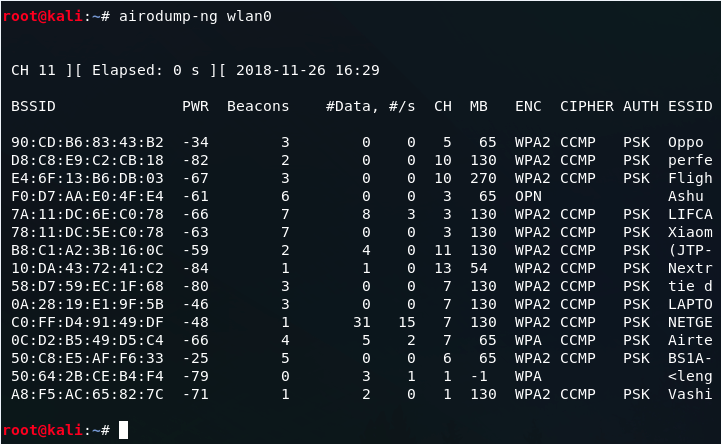 root@kali:~# airodump-ng wlan0
CH 11 ][ Elapsed: 0 s ][ 2018-11-26 16:29
BSSID PWR Beacons #Data, #/s CH MB ENC CIPHER AUTH ESSID
90:CD:B6:83:43:B2 -34 3 0 0 5 65 WPA2 CCMP PSK Oppo
D8:C8:E9:C2:CB:18 -82 2 0 0 10 130 WPA2 CCMP PSK perfe
E4:6F:13:B6:DB:03 -67 3 0 0 10 270 WPA2 CCMP PSK Fligh
F0:D7:AA:E0:4F:E4 -61 6 0 0 3 65 OPN Ashu
7A:11:DC:6E:C0:78 -66 7 8 3 3 130 WPA2 CCMP PSK LIFCA
78:11:DC:5E:C0:78 -63 7 0 0 3 130 WPA2 CCMP PSK Xiaom
B8:C1:A2:3B:16:0C -59 2 4 0 11 130 WPA2 CCMP PSK (JTP-
10:DA:43:72:41:C2 -84 1 1 0 13 54 WPA2 CCMP PSK Nextr
58:D7:59:EC:1F:68 -80 3 0 0 7 130 WPA2 CCMP PSK tie d
0A:28:19:E1:9F:5B -46 3 0 0 7 130 WPA2 CCMP PSK LAPTO
C0:FF:D4:91:49:DF -48 1 31 15 7 130 WPA2 CCMP PSK NETGE
0C:D2:B5:49:D5:C4 -66 4 5 2 7 65 WPA CCMP PSK Airte
50:C8:E5:AF:F6:33 -25 5 0 0 6 65 WPA2 CCMP PSK BS1A-
50:64:2B:CE:B4:F4 -79 0 3 1 1 -1 WPA <leng
A8:F5:AC:65:82:7C -71 1 2 0 1 130 WPA2 CCMP PSK Vashi
root@kali:~#